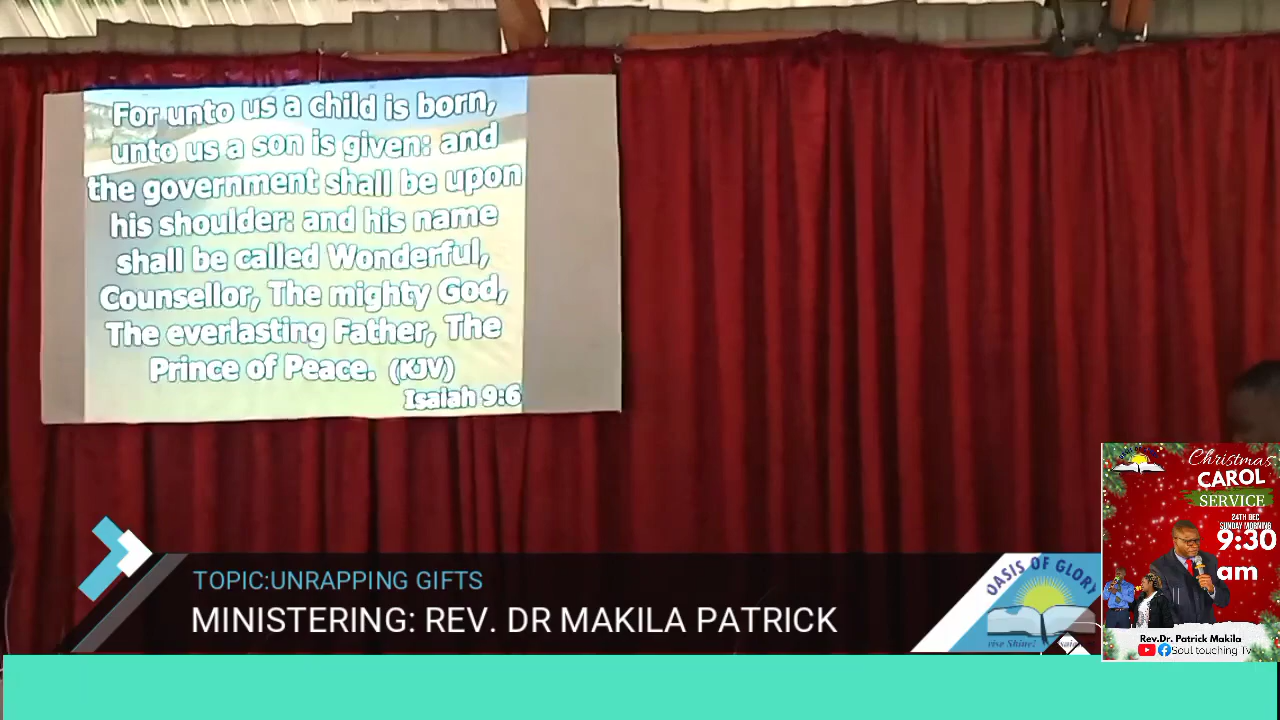 For unto us a child is born,
unto us a son is given: and
the government shall be upon
his shoulder: and his name
shall be called Wonderful,
Counsellor, The mighty God,
The everlasting Father, The
Prince of Peace. (KJV)
Isaiah 9:6
TOPIC:UNRAPPING GIFTS
MINISTERING: REV. DR MAKILA PATRICK
OASIS OF GLORY
Christmas
CAROL
SERVICE
24TH DEC
SUNDAY MORNING
9:30
am
Rev.Dr. Patrick Makila
Soul touching Tv